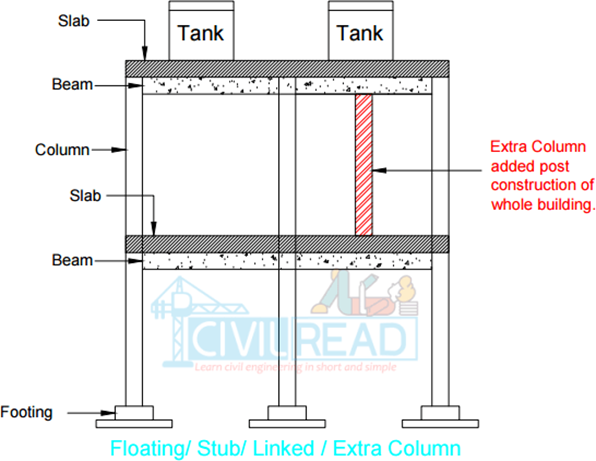 Slab
Tank
Tank
Beam
Column
Extra Column
added post
construction of
whole building.
Slab
Beam
CIVIL READ
Learn civil engineering in short and simple
Footing
Floating/ Stub/ Linked / Extra Column